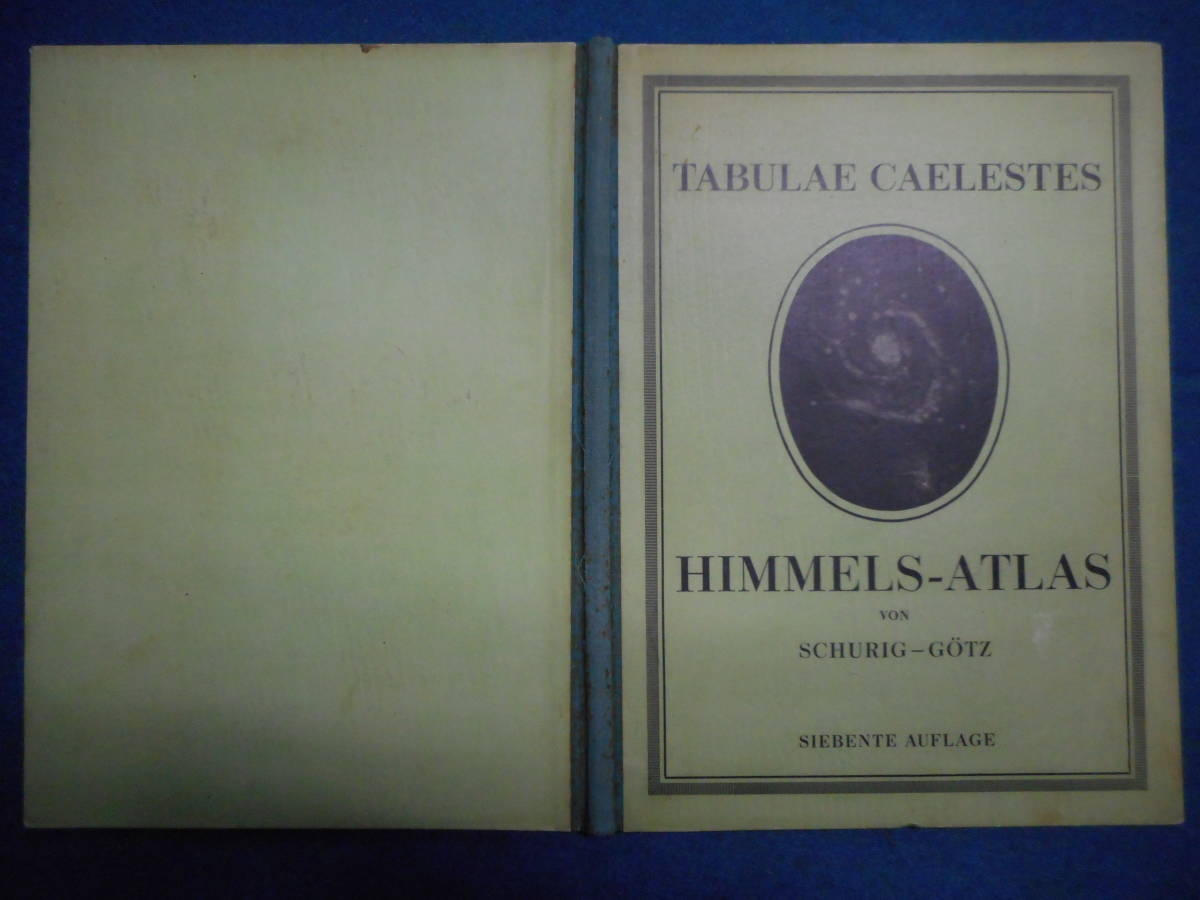 TABULAE CAELESTES
HIMMELS-ATLAS
VON
SCHURIG–GÖTZ
SIEBENTE AUFLAGE